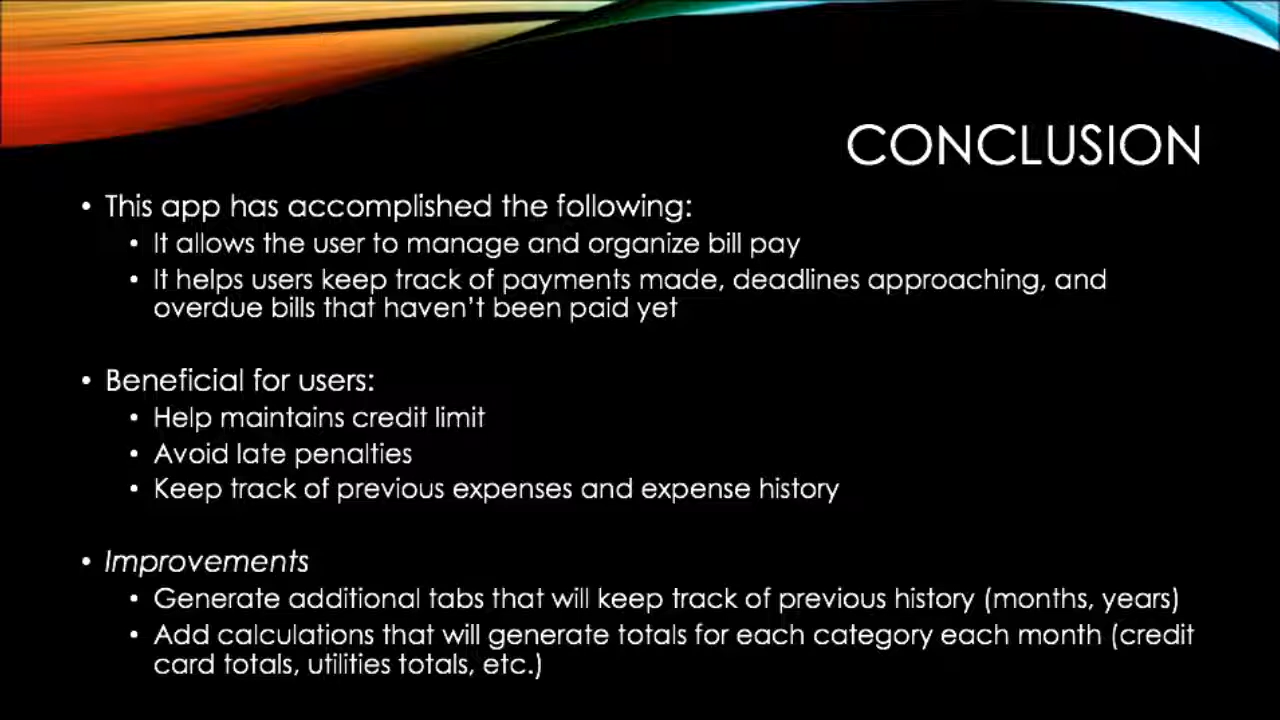 CONCLUSION
• This app has accomplished the following:
• It allows the user to manage and organize bill pay
• It helps users keep track of payments made, deadlines approaching, and
overdue bills that haven't been paid yet
• Beneficial for users:
• Help maintains credit limit
• Avoid late penalties
• Keep track of previous expenses and expense history
• Improvements
• Generate additional tabs that will keep track of previous history (months, years)
• Add calculations that will generate totals for each category each month (credit
card totals, utilities totals, etc.)